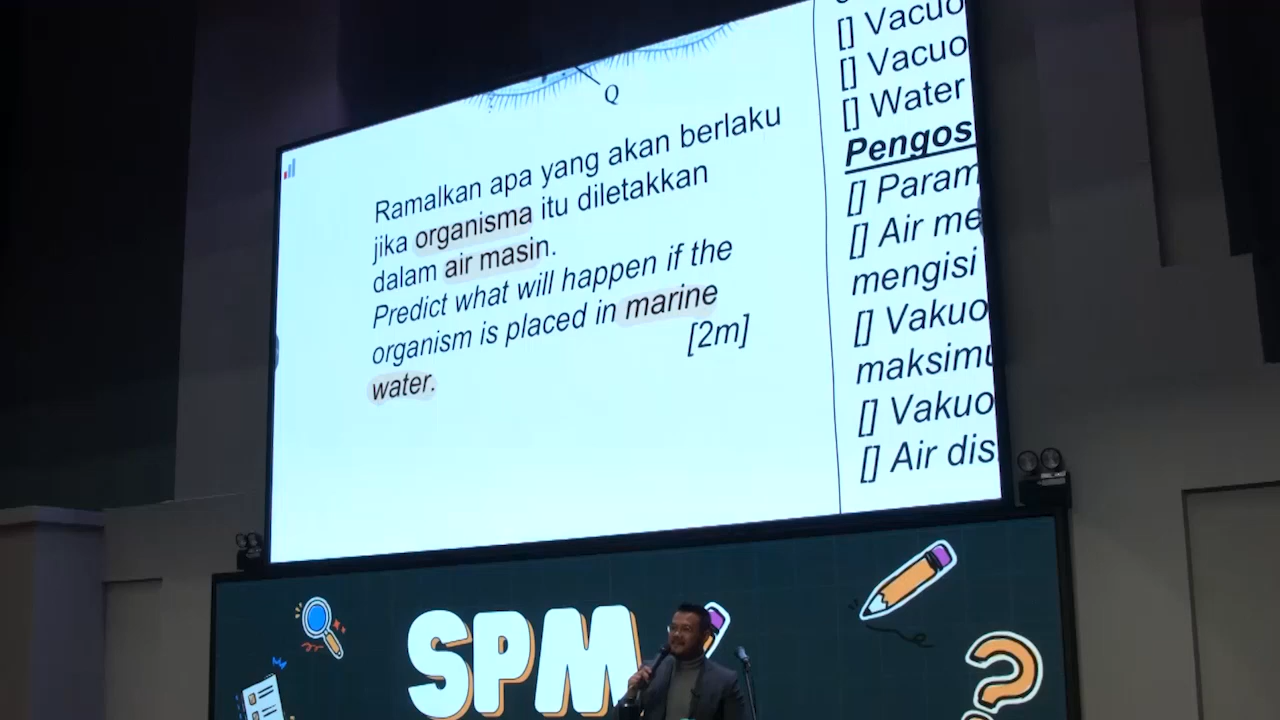 Q
Ramalkan apa yang akan berlaku
jika organisma itu diletakkan
dalam air masin.
Predict what will happen if the
organism is placed in marine
[2m]
water.
[] Vacuo
[] Vacuo
[] Water
Pengos
[] Param
[] Air me
mengisi
[] Vakuo
maksimu
[] Vakuo
[] Air dis
SPM